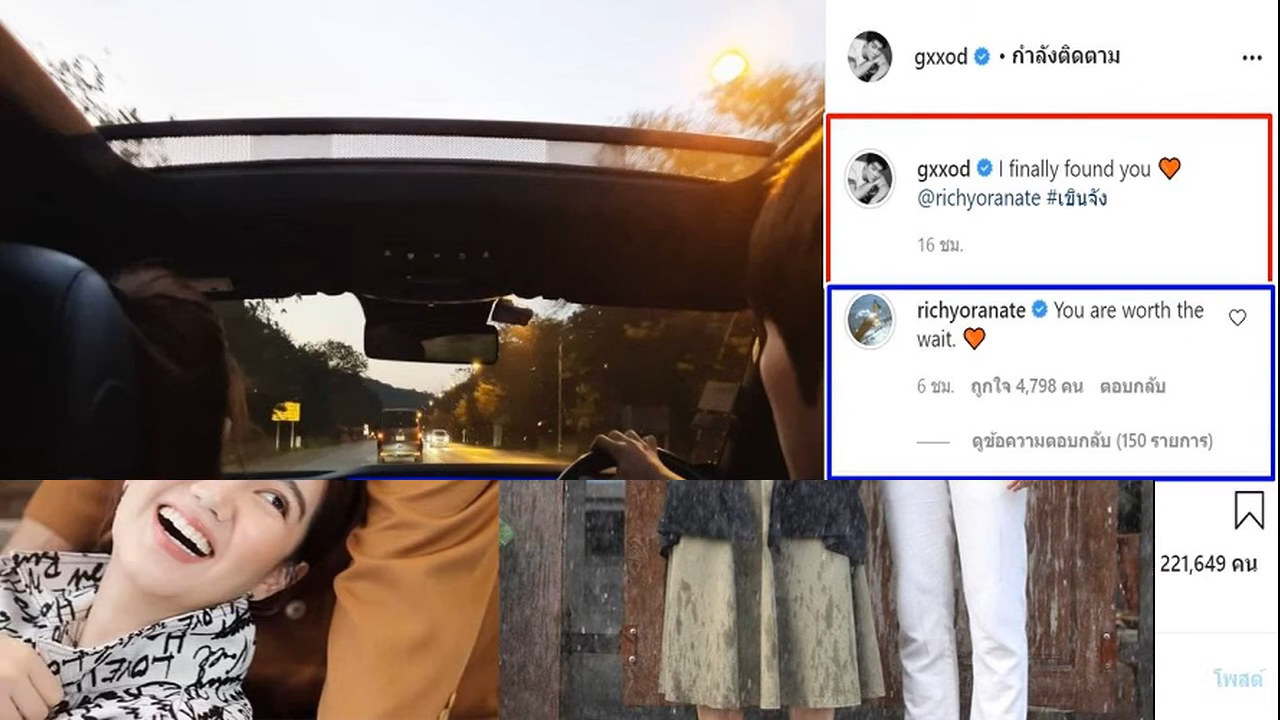 gxxod • กำลังติดตาม
gxxod I finally found you 🧡
@richyoranate #เขินจัง
16 ชม.
richyoranate You are worth the
wait. 🧡
6 ชม. ถูกใจ 4,798 คน ตอบกลับ
ดูข้อความตอบกลับ (150 รายการ)
221,649 คน
โพสต์